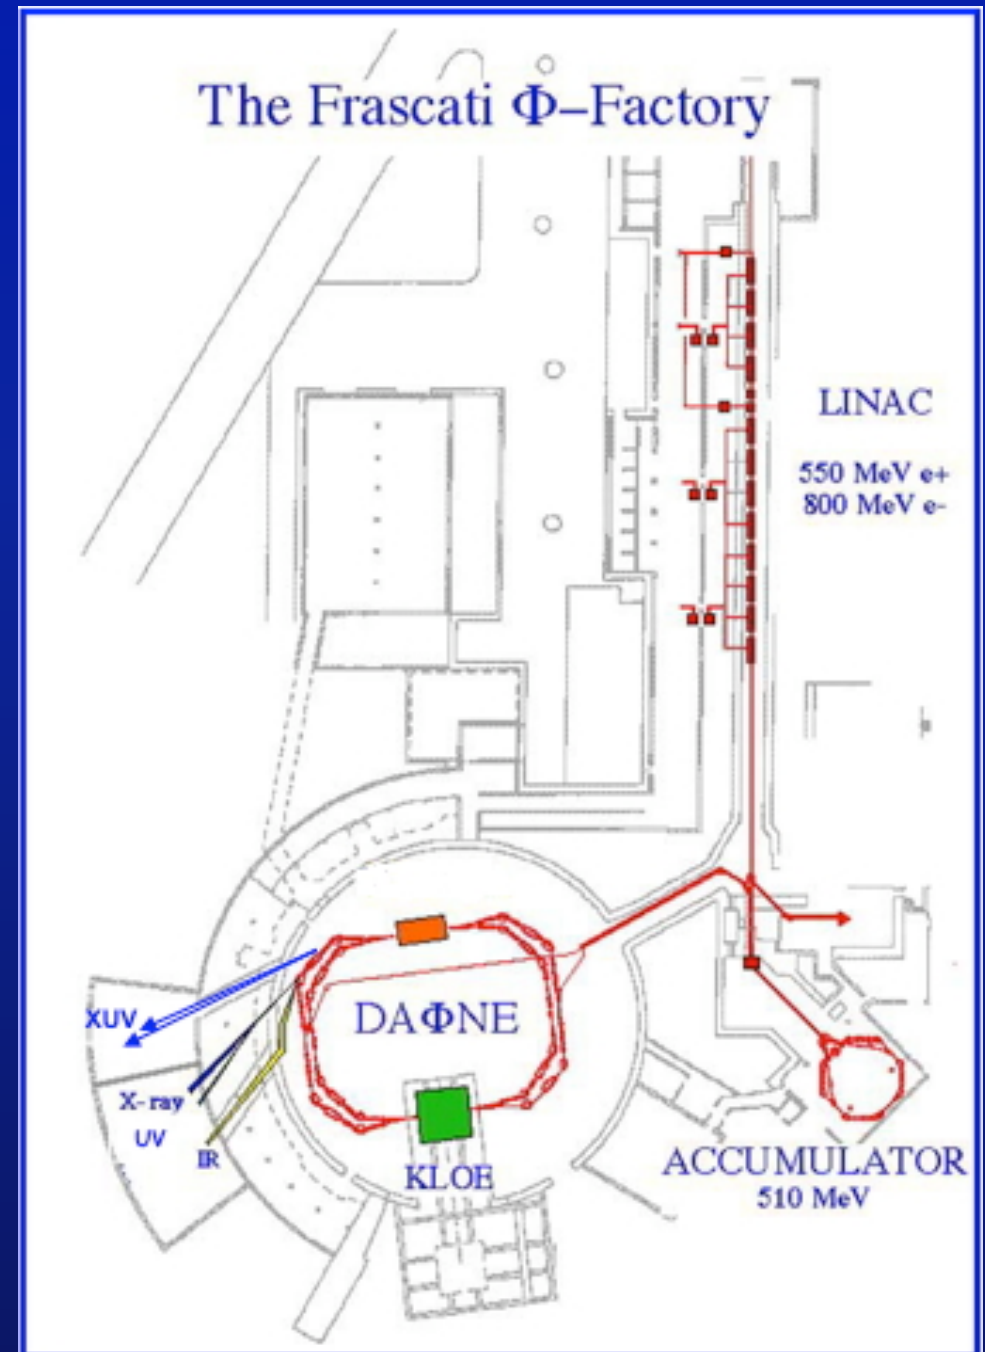 The Frascati Φ–Factory
LINAC
550 MeV e+
800 MeV e-
DAΦNE
XUV
X- ray
UV
IR
KLOE
ACCUMULATOR
510 MeV